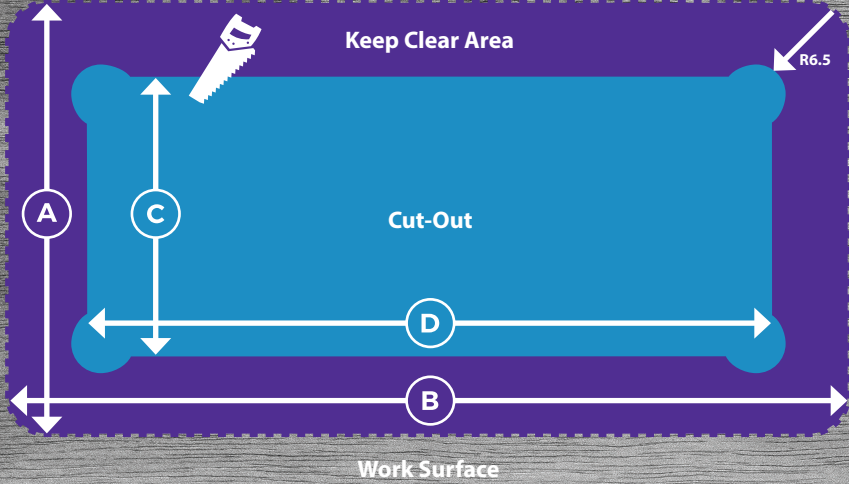 Keep Clear Area
R6.5
A
C
Cut-Out
D
B
Work Surface